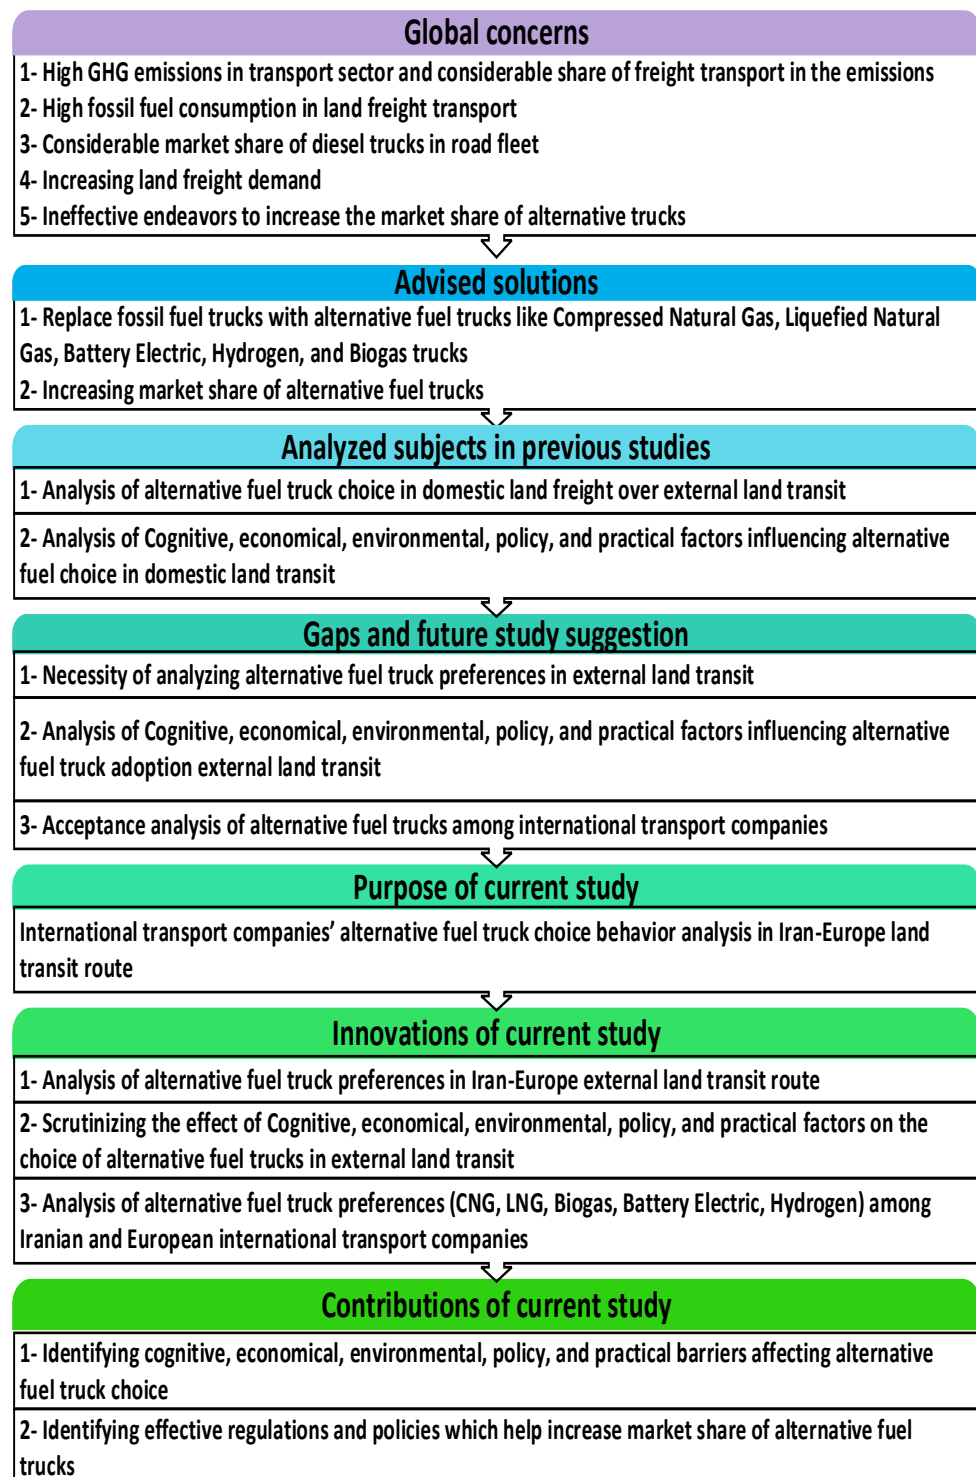 Global concerns
1- High GHG emissions in transport sector and considerable share of freight transport in the emissions
2- High fossil fuel consumption in land freight transport
3- Considerable market share of diesel trucks in road fleet
4- Increasing land freight demand
5- Ineffective endeavors to increase the market share of alternative trucks
Advised solutions
1- Replace fossil fuel trucks with alternative fuel trucks like Compressed Natural Gas, Liquefied Natural
Gas, Battery Electric, Hydrogen, and Biogas trucks
2- Increasing market share of alternative fuel trucks
Analyzed subjects in previous studies
1- Analysis of alternative fuel truck choice in domestic land freight over external land transit
2- Analysis of Cognitive, economical, environmental, policy, and practical factors influencing alternative
fuel choice in domestic land transit
Gaps and future study suggestion
1- Necessity of analyzing alternative fuel truck preferences in external land transit
2- Analysis of Cognitive, economical, environmental, policy, and practical factors influencing alternative
fuel truck adoption external land transit
3- Acceptance analysis of alternative fuel trucks among international transport companies
Purpose of current study
International transport companies’ alternative fuel truck choice behavior analysis in Iran-Europe land
transit route
Innovations of current study
1- Analysis of alternative fuel truck preferences in Iran-Europe external land transit route
2- Scrutinizing the effect of Cognitive, economical, environmental, policy, and practical factors on the
choice of alternative fuel trucks in external land transit
3- Analysis of alternative fuel truck preferences (CNG, LNG, Biogas, Battery Electric, Hydrogen) among
Iranian and European international transport companies
Contributions of current study
1- Identifying cognitive, economical, environmental, policy, and practical barriers affecting alternative
fuel truck choice
2- Identifying effective regulations and policies which help increase market share of alternative fuel
trucks